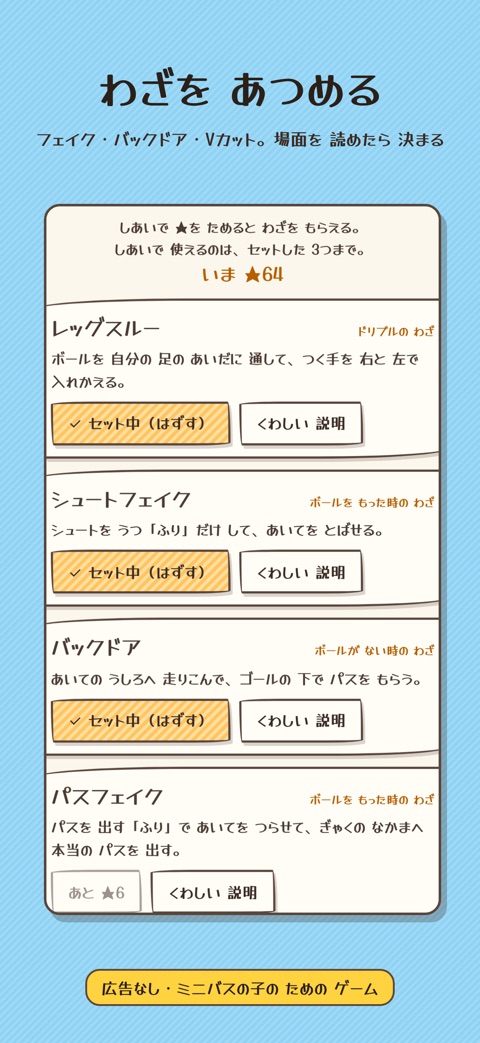 わざを あつめる
フェイク・バックドア・Vカット。場面を 読めたら 決まる
しあいで ★を ためると わざを もらえる。
しあいで 使えるのは、セットした 3つまで。
いま ★64
レッグスルー
ドリブルの わざ
ボールを 自分の 足の あいだに 通して、つく手を 右と 左で
入れかえる。
✓ セット中（はずす）
くわしい 説明
シュートフェイク
ボールを もった時の わざ
シュートを うつ「ふり」だけ して、あいてを とばせる。
✓ セット中（はずす）
くわしい 説明
バックドア
ボールが ない時の わざ
あいての うしろへ 走りこんで、ゴールの 下で パスを もらう。
✓ セット中（はずす）
くわしい 説明
パスフェイク
ボールを もった時の わざ
パスを 出す「ふり」で あいてを つらせて、ぎゃくの なかまへ
本当の パスを 出す。
あと ★6
くわしい 説明
広告なし・ミニバスの子の ための ゲーム